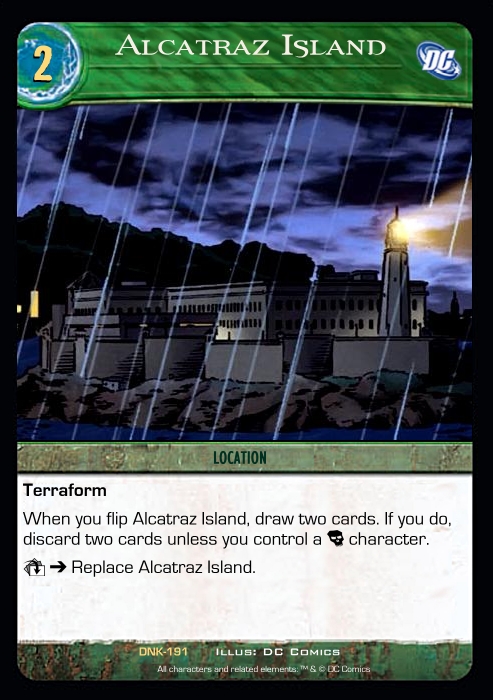 2
ALCATRAZ ISLAND
DC
LOCATION
Terraform
When you flip Alcatraz Island, draw two cards. If you do,
discard two cards unless you control a character.
➔ Replace Alcatraz Island.
DNK-191 ILLUS: DC COMICS
All characters and related elements: ™ & © DC Comics